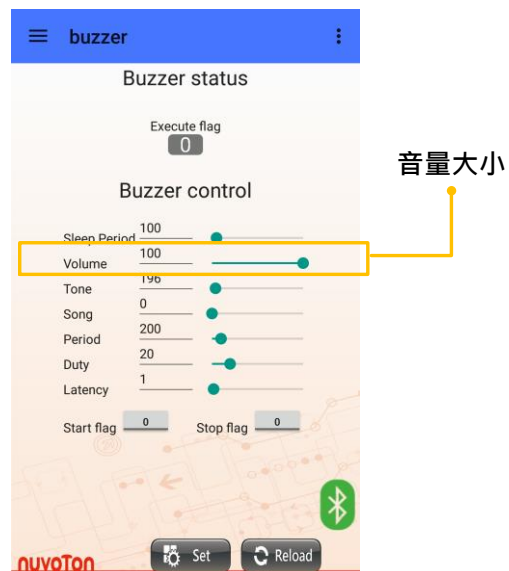 buzzer
Buzzer status
Execute flag
0
音量大小
Buzzer control
Sleep Period 100
Volume 100
Tone 196
Song 0
Period 200
Duty 20
Latency 1
Start flag 0 Stop flag 0
nuvoTon Set Reload